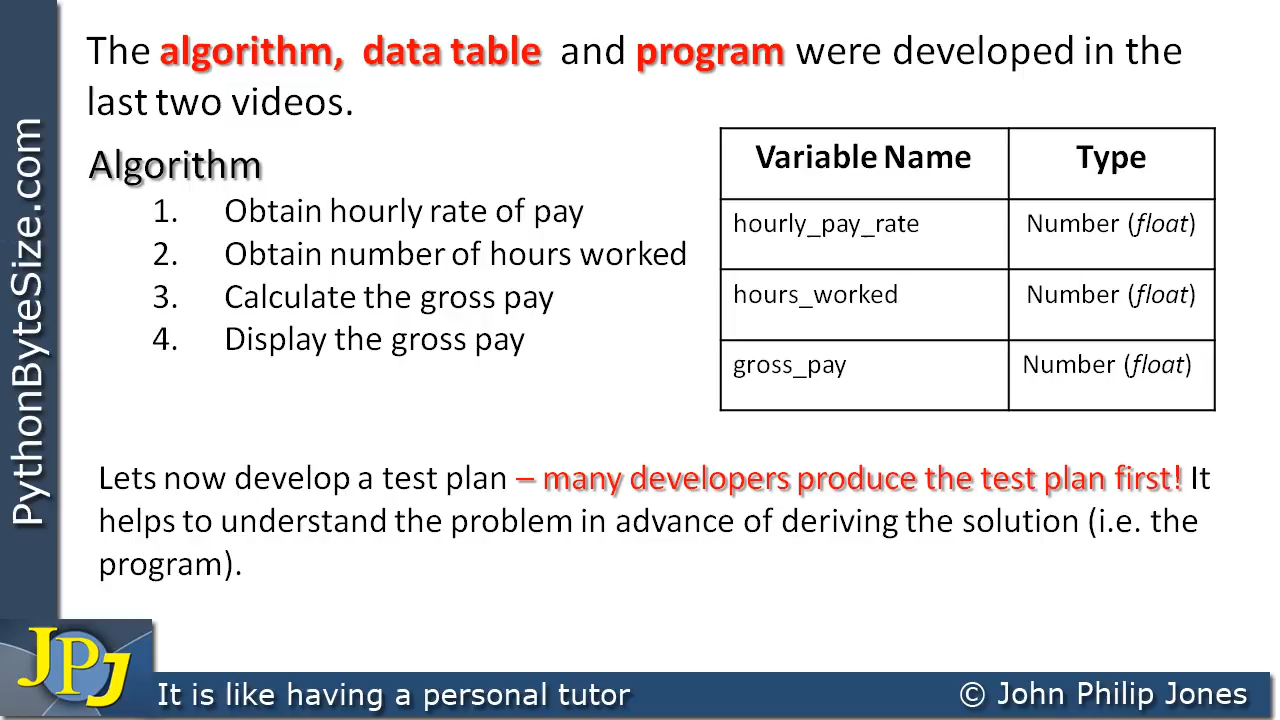 The algorithm, data table and program were developed in the
last two videos.
Algorithm
1. Obtain hourly rate of pay
2. Obtain number of hours worked
3. Calculate the gross pay
4. Display the gross pay
Variable Name Type
hourly_pay_rate Number (float)
hours_worked Number (float)
gross_pay Number (float)
Lets now develop a test plan – many developers produce the test plan first! It
helps to understand the problem in advance of deriving the solution (i.e. the
program).
PythonByteSize.com
JPJ
It is like having a personal tutor
© John Philip Jones